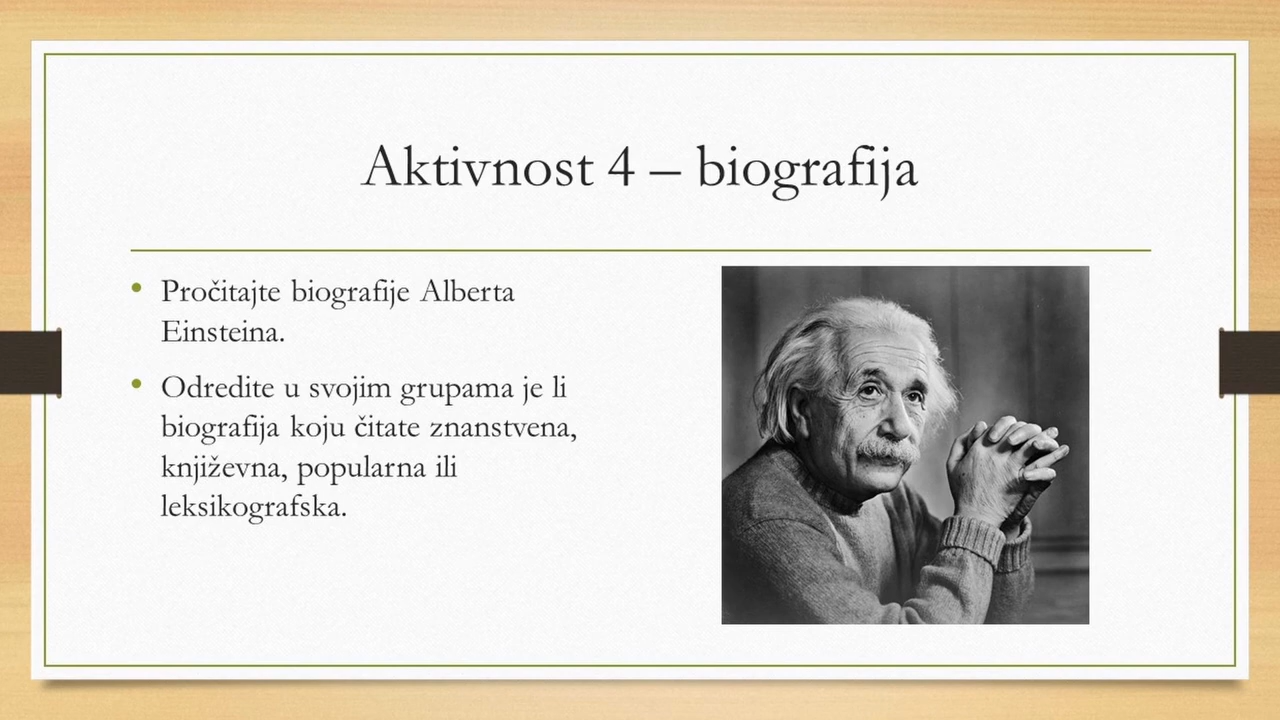 Aktivnost 4 – biografija
Pročitajte biografije Alberta
Einsteina.
Odredite u svojim grupama je li
biografija koju čitate znanstvena,
književna, popularna ili
leksikografska.